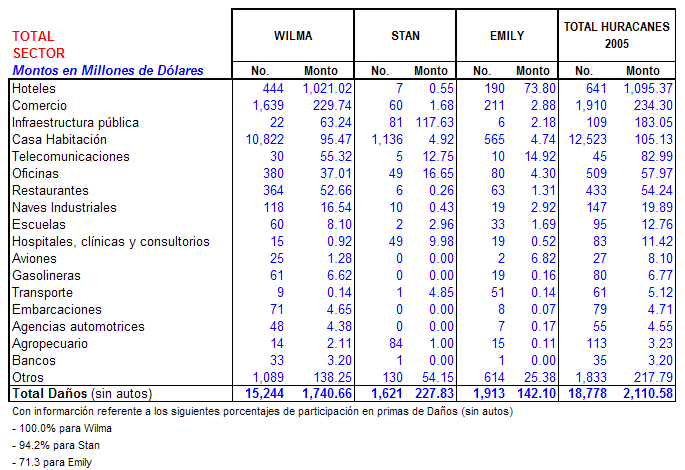 TOTAL SECTOR WILMA STAN EMILY TOTAL HURACANES 2005
Montos en Millones de Dólares No. Monto No. Monto No. Monto No. Monto
Hoteles 444 1,021.02 7 0.55 190 73.80 641 1,095.37
Comercio 1,639 229.74 60 1.68 211 2.88 1,910 234.30
Infraestructura pública 22 63.24 81 117.63 6 2.18 109 183.05
Casa Habitación 10,822 95.47 1,136 4.92 565 4.74 12,523 105.13
Telecomunicaciones 30 55.32 5 12.75 10 14.92 45 82.99
Oficinas 380 37.01 49 16.65 80 4.30 509 57.97
Restaurantes 364 52.66 6 0.26 63 1.31 433 54.24
Naves Industriales 118 16.54 10 0.43 19 2.92 147 19.89
Escuelas 60 8.10 2 2.96 33 1.69 95 12.76
Hospitales, clínicas y consultorios 15 0.92 49 9.98 19 0.52 83 11.42
Aviones 25 1.28 0 0.00 2 6.82 27 8.10
Gasolineras 61 6.62 0 0.00 19 0.16 80 6.77
Transporte 9 0.14 1 4.85 51 0.14 61 5.12
Embarcaciones 71 4.65 0 0.00 8 0.07 79 4.71
Agencias automotrices 48 4.38 0 0.00 7 0.17 55 4.55
Agropecuario 14 2.11 84 1.00 15 0.11 113 3.23
Bancos 33 3.20 1 0.00 1 0.00 35 3.20
Otros 1,089 138.25 130 54.15 614 25.38 1,833 217.79
Total Daños (sin autos) 15,244 1,740.66 1,621 227.83 1,913 142.10 18,778 2,110.58
Con informarción referente a los siguientes porcentajes de participación en primas de Daños (sin autos)
- 100.0% para Wilma
- 94.2% para Stan
- 71.3 para Emily